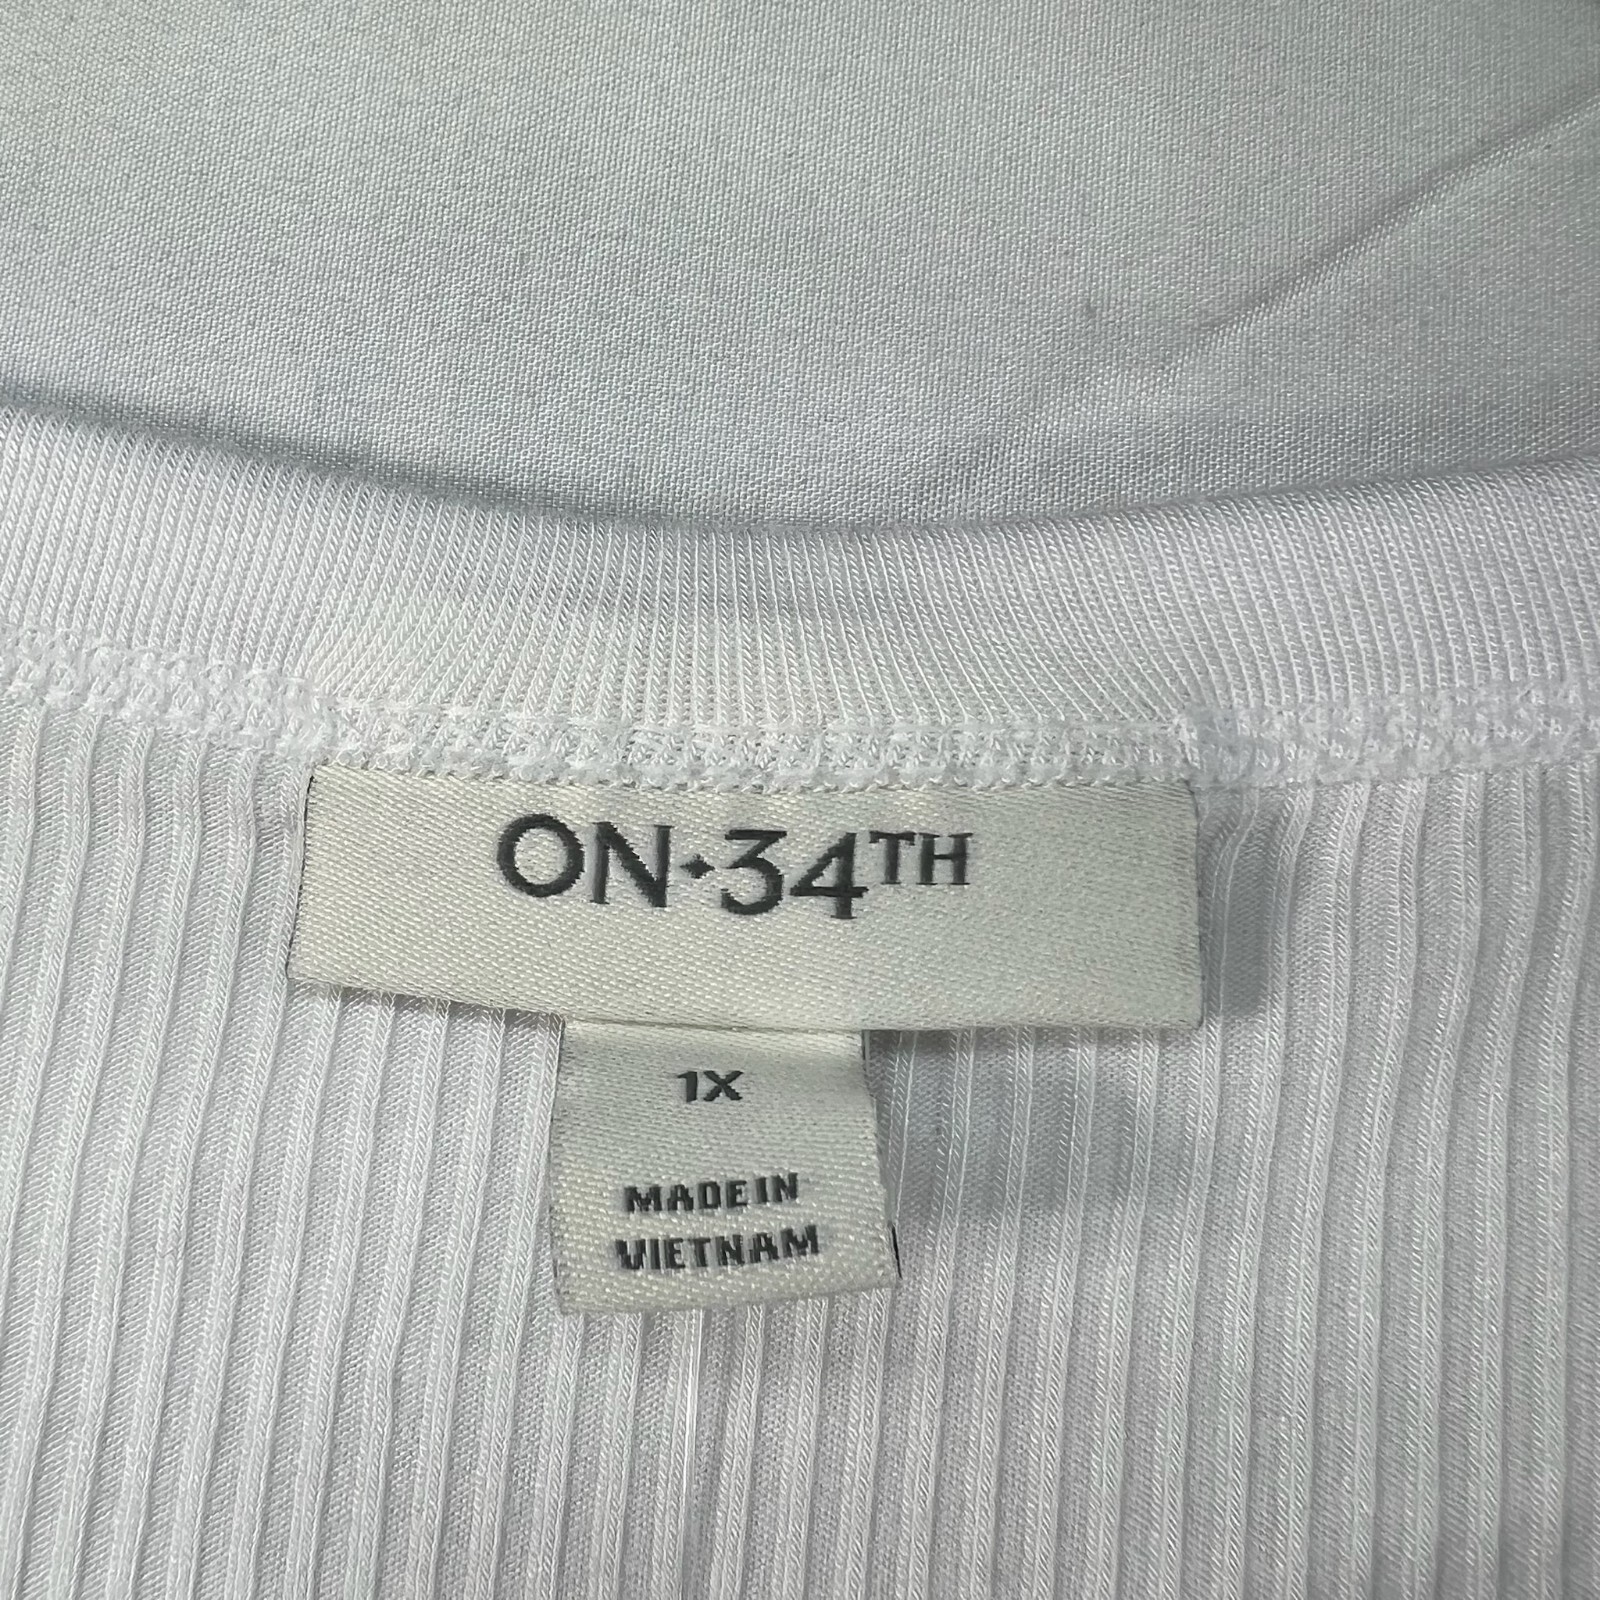 ON·34TH
1X
MADE IN
VIETNAM